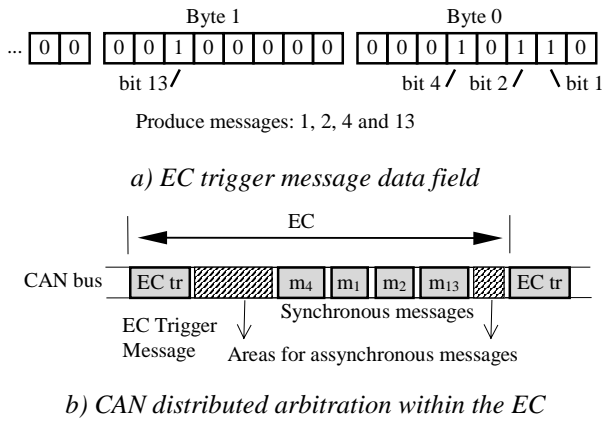 Byte 1 Byte 0
... 0 0 0 0 1 0 0 0 0 0 0 0 0 1 0 1 1 0
bit 13 bit 4 bit 2 bit 1
Produce messages: 1, 2, 4 and 13
a) EC trigger message data field
EC
CAN bus EC tr m4 m1 m2 m13 EC tr
Synchronous messages
EC Trigger
Message
Areas for assynchronous messages
b) CAN distributed arbitration within the EC